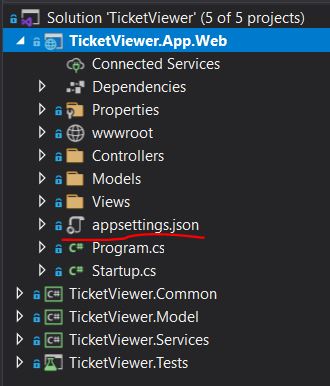 Solution 'TicketViewer' (5 of 5 projects)
TicketViewer.App.Web
Connected Services
Dependencies
Properties
wwwroot
Controllers
Models
Views
appsettings.json
C# Program.cs
C# Startup.cs
C# TicketViewer.Common
C# TicketViewer.Model
C# TicketViewer.Services
TicketViewer.Tests